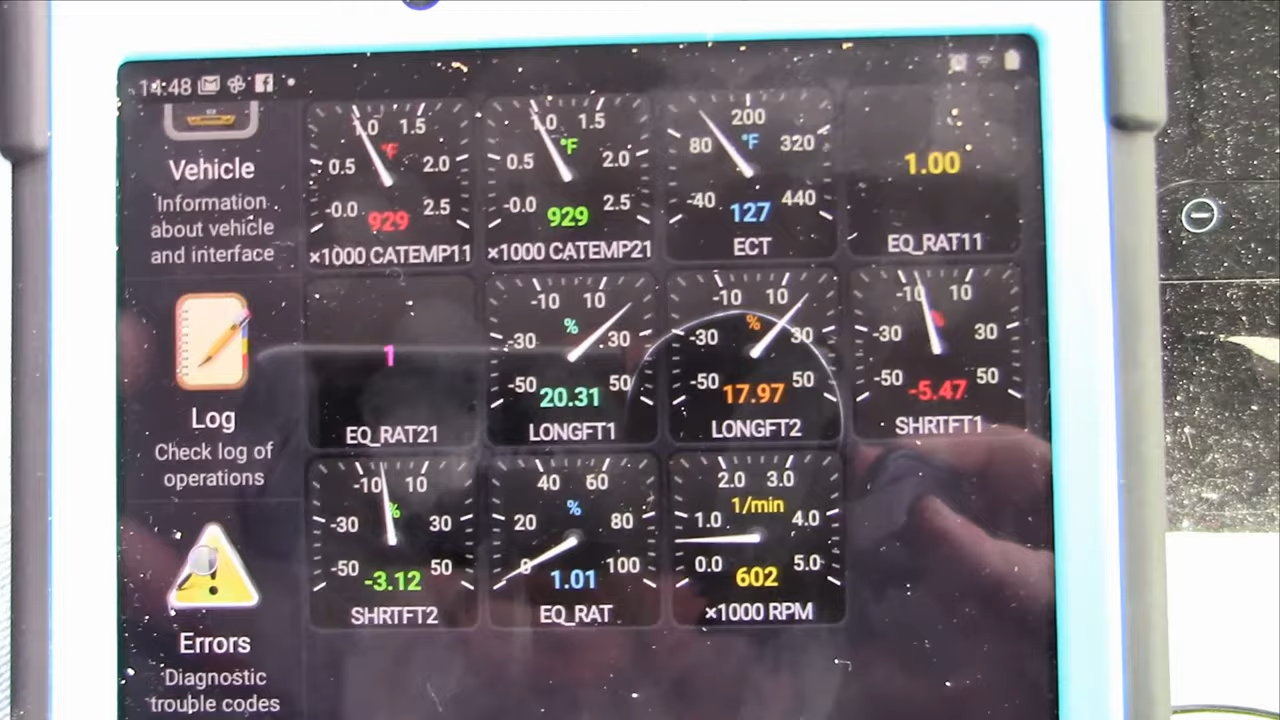 14:48
Vehicle
Information
about vehicle
and interface
Log
Check log of
operations
Errors
Diagnostic
trouble codes
1.0 1.5
°F
0.5 2.0
-0.0 929 2.5
×1000 CATEMP11
1.0 1.5
°F
0.5 2.0
-0.0 929 2.5
×1000 CATEMP21
200
80 °F 320
-40 127 440
ECT
1.00
EQ_RAT11
1
EQ_RAT21
-10 10
%
-30 30
-50 20.31 50
LONGFT1
-10 10
%
-30 30
-50 17.97 50
LONGFT2
-10 10
%
-30 30
-50 -5.47 50
SHRTFT1
-10 10
%
-30 30
-50 -3.12 50
SHRTFT2
40 60
%
20 80
0 1.01 100
EQ_RAT
2.0 3.0
1/min
1.0 4.0
0.0 602 5.0
×1000 RPM